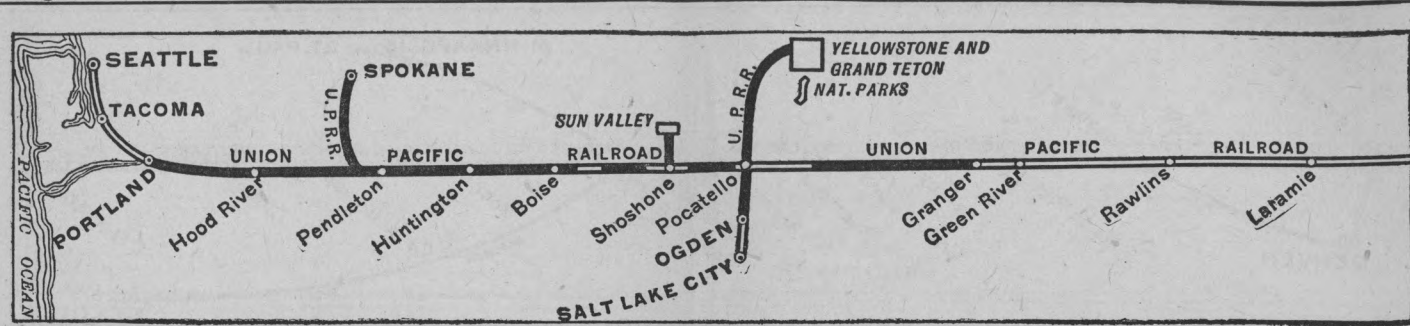 SEATTLE
TACOMA
PORTLAND
PACIFIC OCEAN
SPOKANE
U.P.R.R.
UNION PACIFIC RAILROAD
Hood River
Pendleton
Huntington
Boise
Shoshone
Pocatello
SUN VALLEY
U. P. R. R.
YELLOWSTONE AND
GRAND TETON
NAT. PARKS
OGDEN
SALT LAKE CITY
UNION PACIFIC RAILROAD
Granger
Green River
Rawlins
Laramie